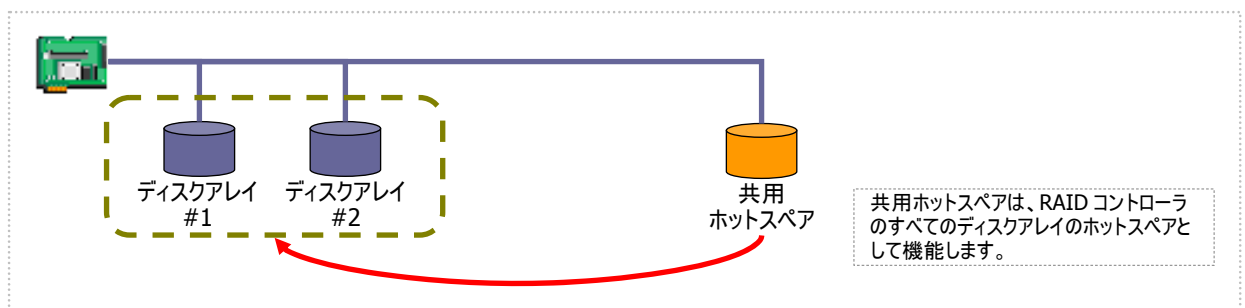 ディスクアレイ
#1
ディスクアレイ
#2
共用
ホットスペア
共用ホットスペアは、RAID コントローラ
のすべてのディスクアレイのホットスペアと
して機能します。